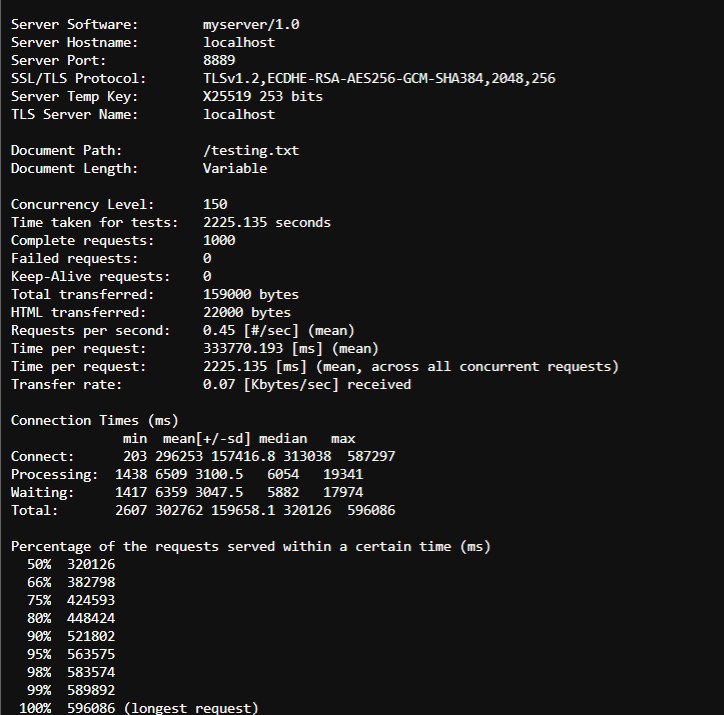 Server Software:        myserver/1.0
Server Hostname:        localhost
Server Port:            8889
SSL/TLS Protocol:       TLSv1.2,ECDHE-RSA-AES256-GCM-SHA384,2048,256
Server Temp Key:        X25519 253 bits
TLS Server Name:        localhost

Document Path:          /testing.txt
Document Length:        Variable

Concurrency Level:      150
Time taken for tests:   2225.135 seconds
Complete requests:      1000
Failed requests:        0
Keep-Alive requests:    0
Total transferred:      159000 bytes
HTML transferred:       22000 bytes
Requests per second:    0.45 [#/sec] (mean)
Time per request:       333770.193 [ms] (mean)
Time per request:       2225.135 [ms] (mean, across all concurrent requests)
Transfer rate:          0.07 [Kbytes/sec] received

Connection Times (ms)
              min  mean[+/-sd] median   max
Connect:      203 296253 157416.8 313038  587297
Processing:  1438 6509 3100.5   6054   19341
Waiting:     1417 6359 3047.5   5882   17974
Total:       2607 302762 159658.1 320126  596086

Percentage of the requests served within a certain time (ms)
  50%  320126
  66%  382798
  75%  424593
  80%  448424
  90%  521802
  95%  563575
  98%  583574
  99%  589892
 100%  596086 (longest request)